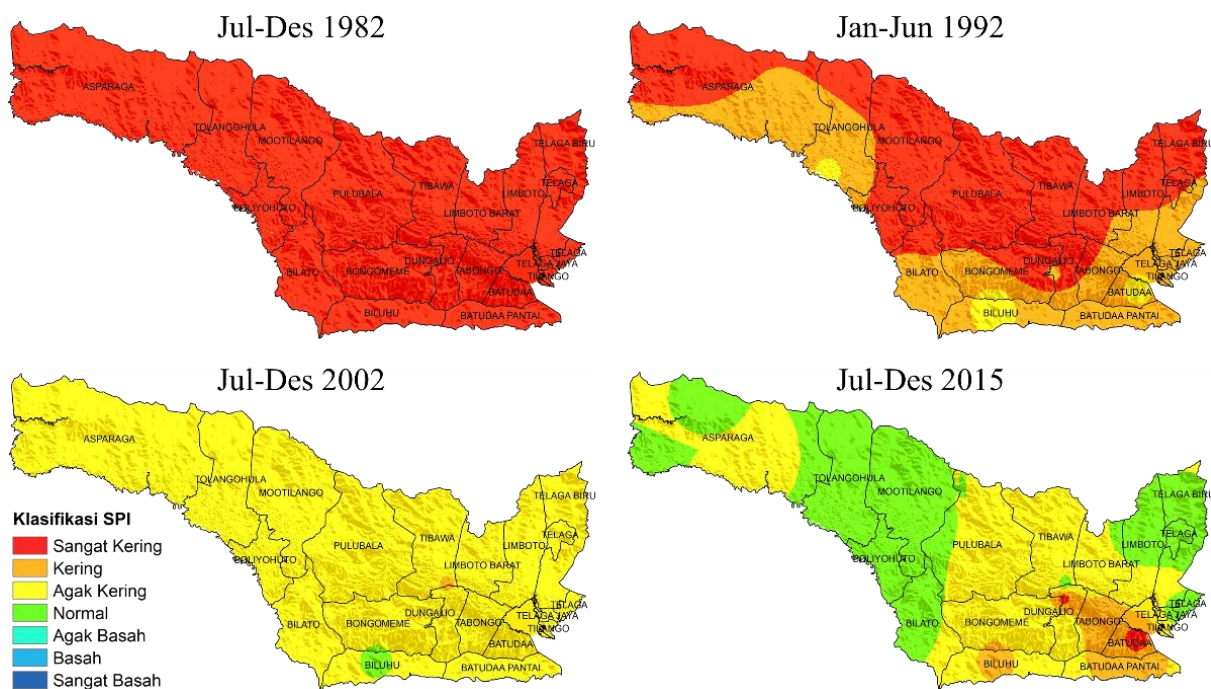 Jul-Des 1982
ASPARAGA
TOLANGOHULA
MOOTILANGO
TELAGA BIRU
TELAGA
PULUBALA
TIBAWA
LIMBOTO
BOLIYOHUTO
LIMBOTO BARAT
TELAGA
TELAGA JAYA
TILANGO
BILATO
BONGOMEME
DUNGALIO
TABONGO
BATUDAA
BILUHU
BATUDAA PANTAI
Jan-Jun 1992
ASPARAGA
TOLANGOHULA
MOOTILANGO
TELAGA BIRU
TELAGA
PULUBALA
TIBAWA
LIMBOTO
BOLIYOHUTO
LIMBOTO BARAT
TELAGA
TELAGA JAYA
TILANGO
BILATO
BONGOMEME
DUNGALIO
TABONGO
BATUDAA
BILUHU
BATUDAA PANTAI
Jul-Des 2002
ASPARAGA
TOLANGOHULA
MOOTILANGO
TELAGA BIRU
TELAGA
PULUBALA
TIBAWA
LIMBOTO
BOLIYOHUTO
LIMBOTO BARAT
TELAGA
TELAGA JAYA
TILANGO
BILATO
BONGOMEME
DUNGALIO
TABONGO
BATUDAA
BILUHU
BATUDAA PANTAI
Klasifikasi SPI
Sangat Kering
Kering
Agak Kering
Normal
Agak Basah
Basah
Sangat Basah
Jul-Des 2015
ASPARAGA
TOLANGOHULA
MOOTILANGO
TELAGA BIRU
TELAGA
PULUBALA
TIBAWA
LIMBOTO
BOLIYOHUTO
LIMBOTO BARAT
TELAGA
TELAGA JAYA
TILANGO
BILATO
BONGOMEME
DUNGALIO
TABONGO
BATUDAA
BILUHU
BATUDAA PANTAI